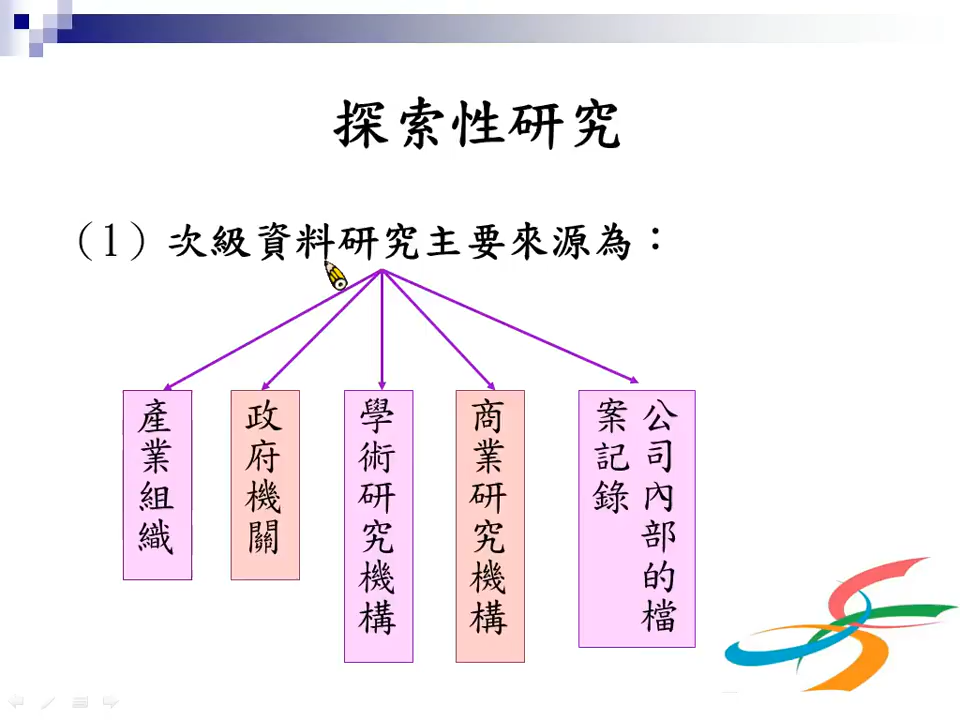 探索性研究
（1）次級資料研究主要來源為：
產業組織
政府機關
學術研究機構
商業研究機構
公司內部的檔
案記錄